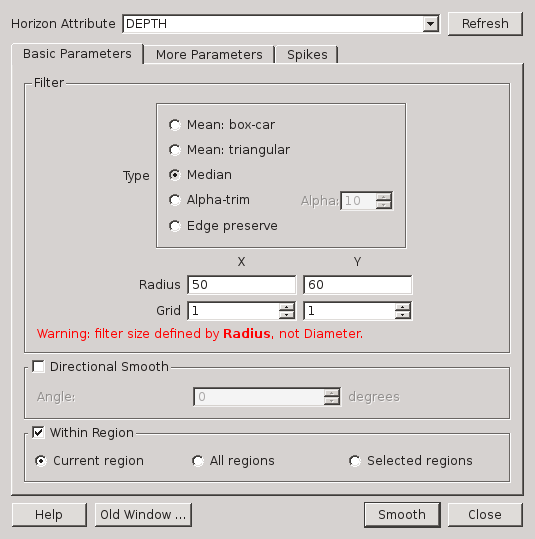 Horizon Attribute DEPTH Refresh
Basic Parameters More Parameters Spikes
Filter
Mean: box-car
Mean: triangular
Type Median
Alpha-trim Alpha: 10
Edge preserve
X Y
Radius 50 60
Grid 1 1
Warning: filter size defined by Radius, not Diameter.
Directional Smooth
Angle: 0 degrees
Within Region
Current region All regions Selected regions
Help Old Window ... Smooth Close